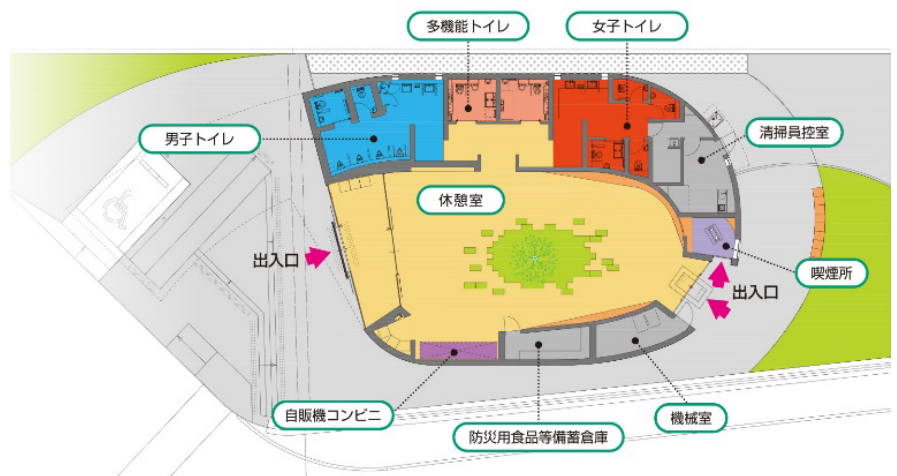 多機能トイレ
女子トイレ
男子トイレ
清掃員控室
休憩室
出入口
喫煙所
出入口
自販機コンビニ
防災用食品等備蓄倉庫
機械室